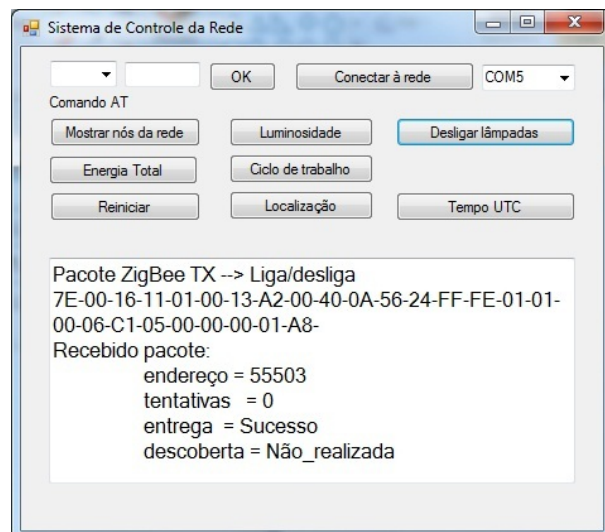 Sistema de Controle da Rede
OK
Conectar à rede
COM5
Comando AT
Mostrar nós da rede
Luminosidade
Desligar lâmpadas
Energia Total
Ciclo de trabalho
Reiniciar
Localização
Tempo UTC
Pacote ZigBee TX --> Liga/desliga
7E-00-16-11-01-00-13-A2-00-40-0A-56-24-FF-FE-01-01-
00-06-C1-05-00-00-00-01-A8-
Recebido pacote:
endereço = 55503
tentativas = 0
entrega = Sucesso
descoberta = Não_realizada